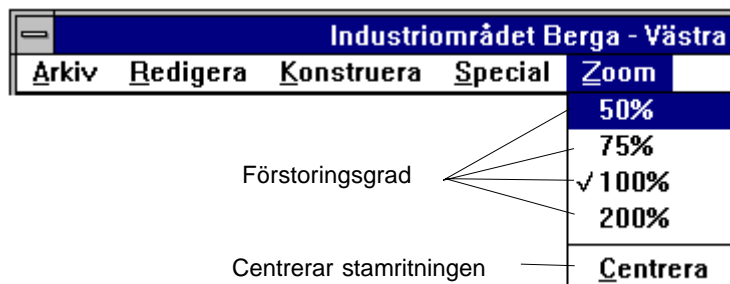 Industriområdet Berga - Västra
Arkiv Redigera Konstruera Special Zoom
50%
75%
Förstoringsgrad
✓ 100%
200%
Centrerar stamritningen
Centrera